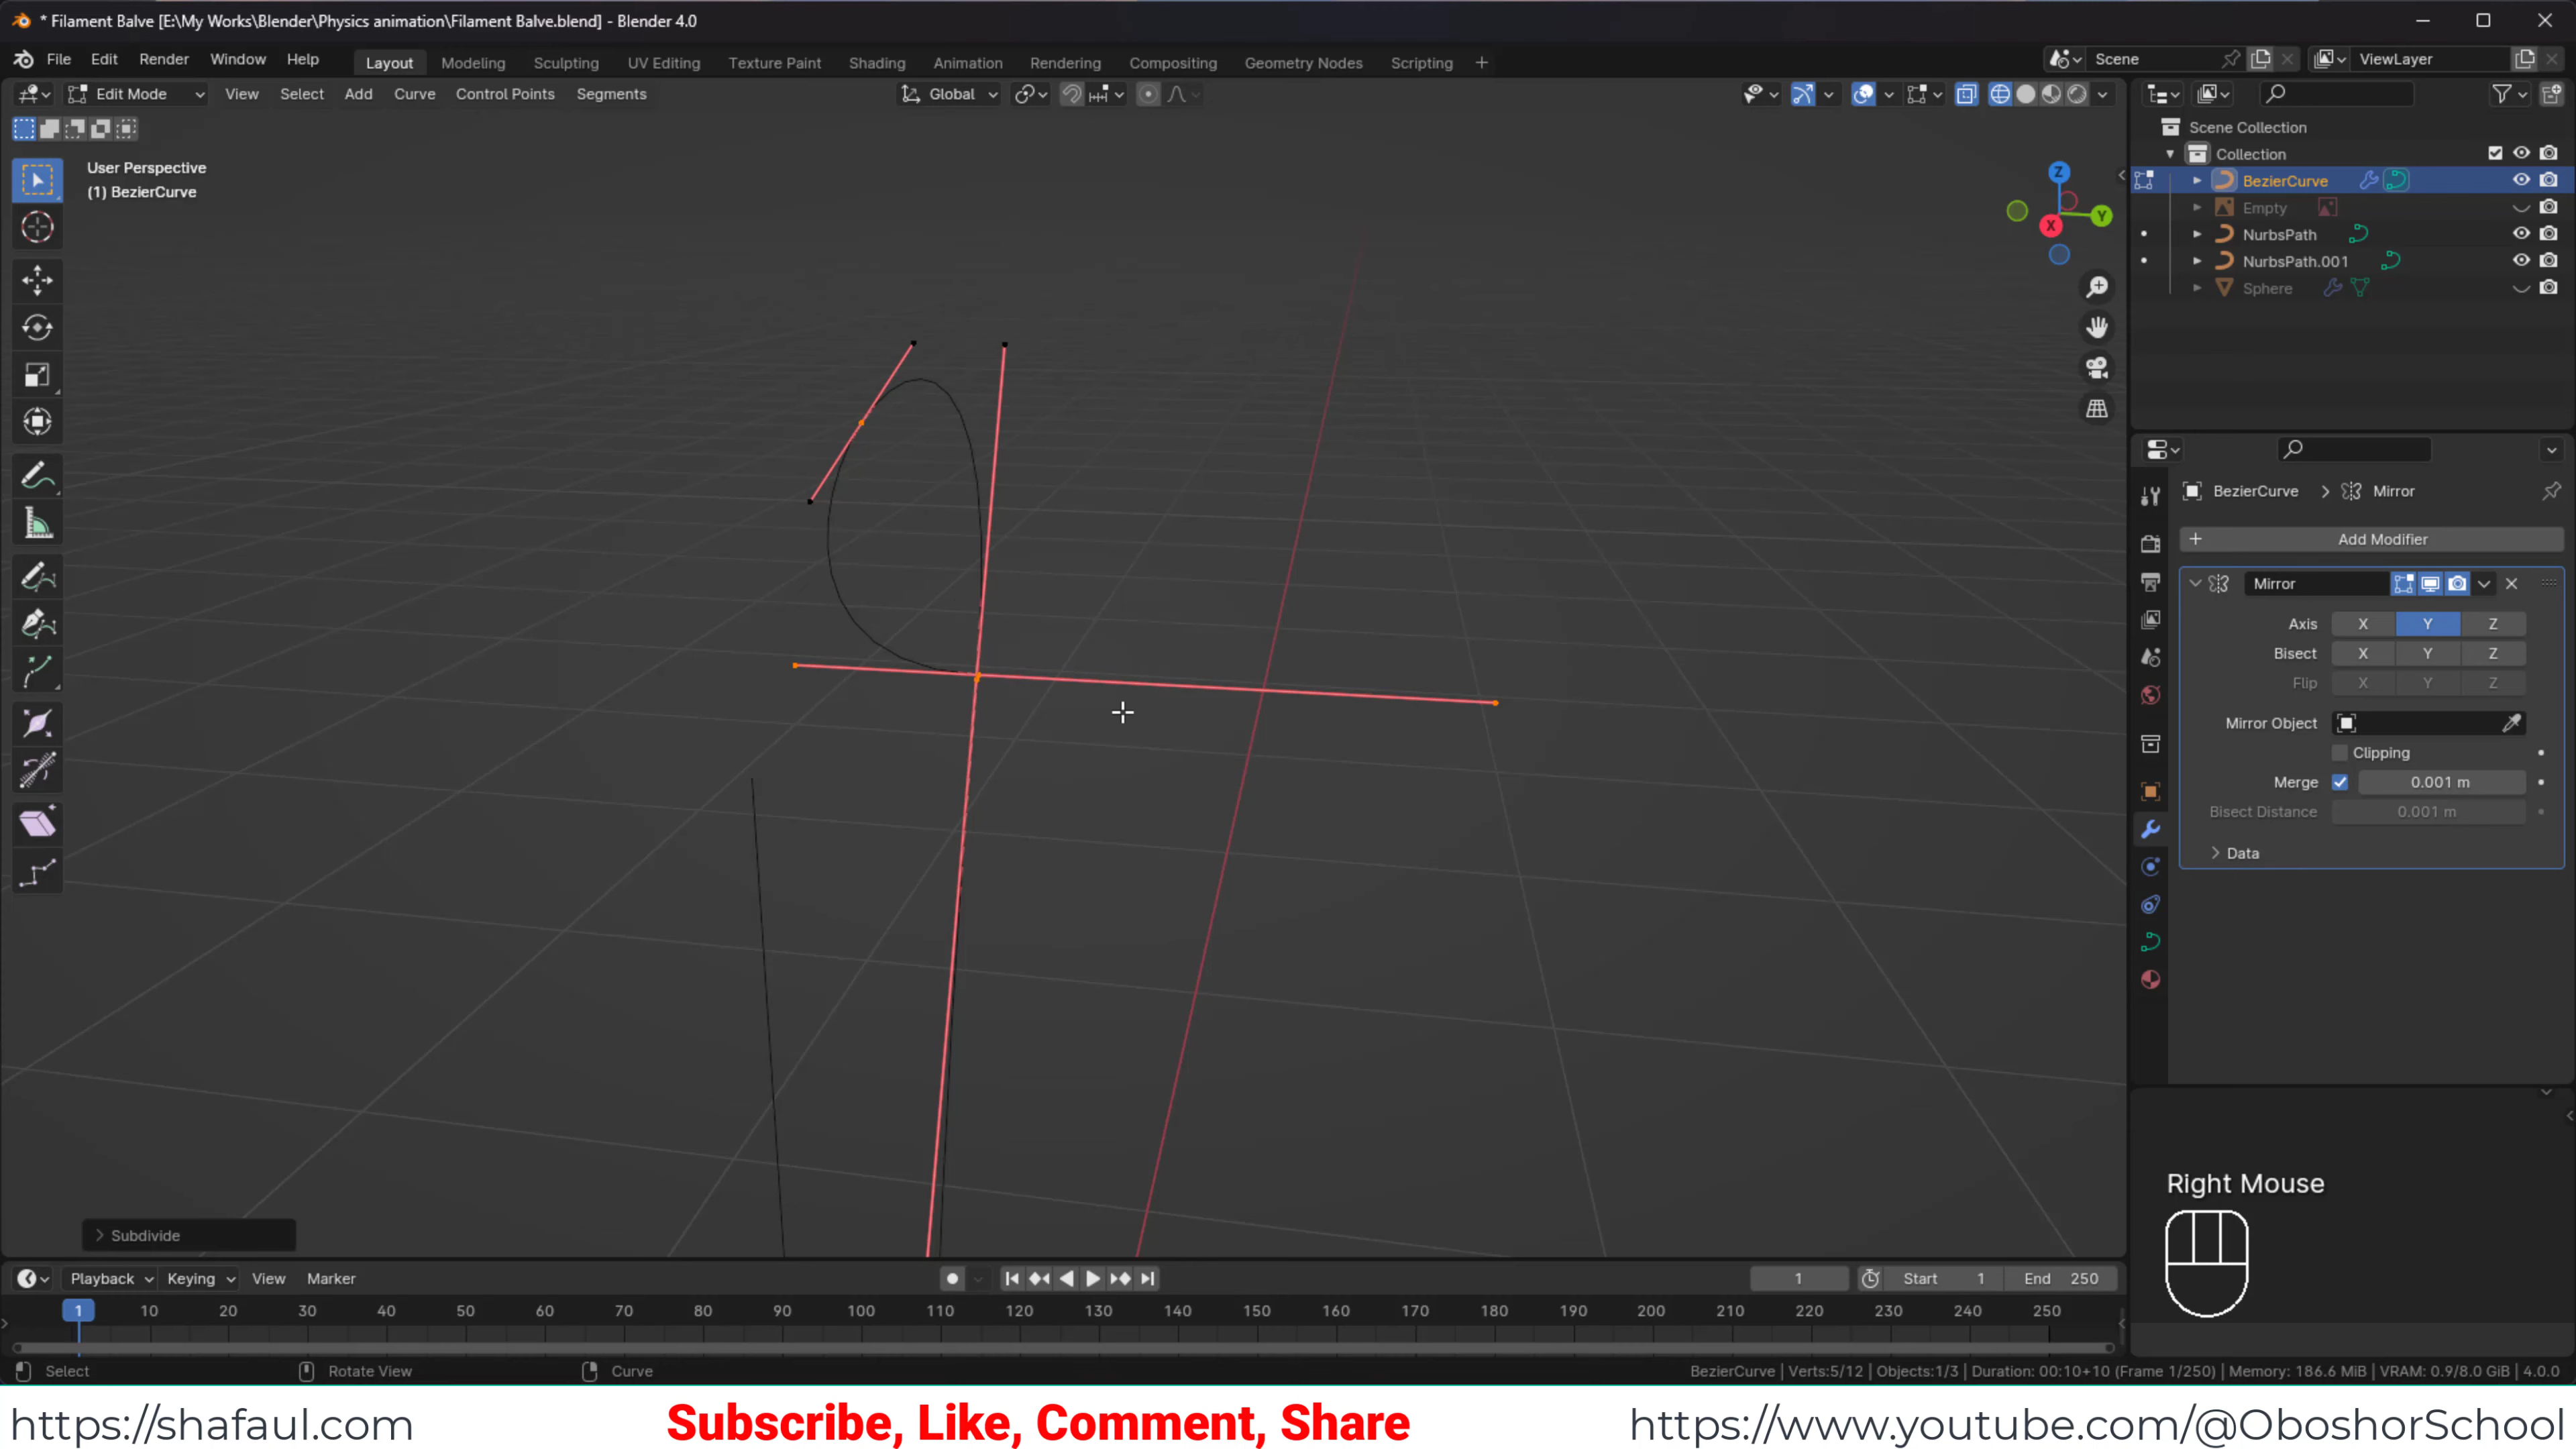 * Filament Balve [E:\My Works\Blender\Physics animation\Filament Balve.blend] - Blender 4.0
File Edit Render Window Help Layout Modeling Sculpting UV Editing Texture Paint Shading Animation Rendering Compositing Geometry Nodes Scripting + Scene ViewLayer
Edit Mode View Select Add Curve Control Points Segments Global
User Perspective
(1) BezierCurve
Z
Y
X
Scene Collection
Collection
BezierCurve
Empty
NurbsPath
NurbsPath.001
Sphere
BezierCurve > Mirror
+ Add Modifier
Mirror
Axis X Y Z
Bisect X Y Z
Flip X Y Z
Mirror Object
Clipping
Merge 0.001 m
Bisect Distance 0.001 m
> Data
Right Mouse
> Subdivide
Playback Keying View Marker 1 Start 1 End 250
1 10 20 30 40 50 60 70 80 90 100 110 120 130 140 150 160 170 180 190 200 210 220 230 240 250
Select Rotate View Curve BezierCurve | Verts:5/12 | Objects:1/3 | Duration: 00:10+10 (Frame 1/250) | Memory: 186.6 MiB | VRAM: 0.9/8.0 GiB | 4.0.0
https://shafaul.com Subscribe, Like, Comment, Share https://www.youtube.com/@OboshorSchool